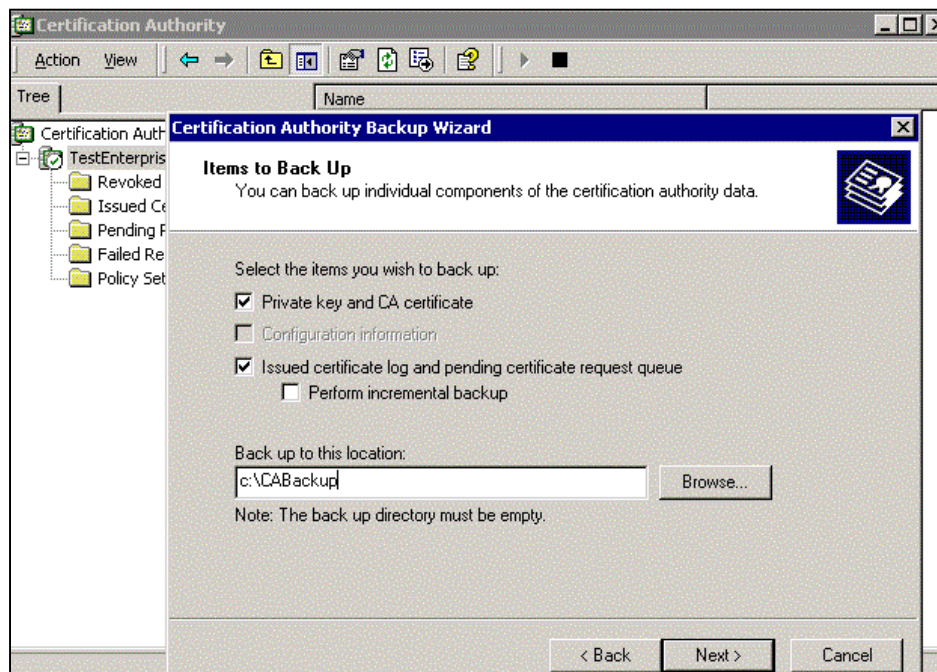 Certification Authority
Action View
Tree
Name
Certification Auth
TestEnterpris
Revoked
Issued Ce
Pending R
Failed Re
Policy Set
Certification Authority Backup Wizard
Items to Back Up
You can back up individual components of the certification authority data.
Select the items you wish to back up:
Private key and CA certificate
Configuration information
Issued certificate log and pending certificate request queue
Perform incremental backup
Back up to this location:
c:\CABackup
Browse...
Note: The back up directory must be empty.
< Back Next > Cancel